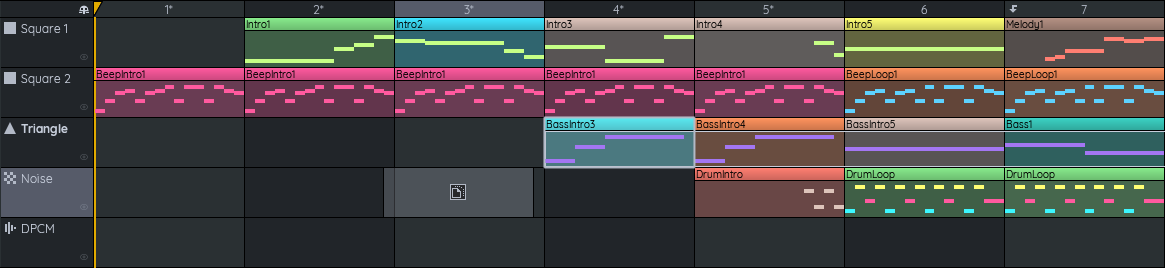 1* 2* 3* 4* 5* 6 7
Square 1 Intro1 Intro2 Intro3 Intro4 Intro5 Melody1
Square 2 BeepIntro1 BeepIntro1 BeepIntro1 BeepIntro1 BeepIntro1 BeepLoop1 BeepLoop1
Triangle BassIntro3 BassIntro4 BassIntro5 Bass1
Noise DrumIntro DrumLoop DrumLoop
DPCM